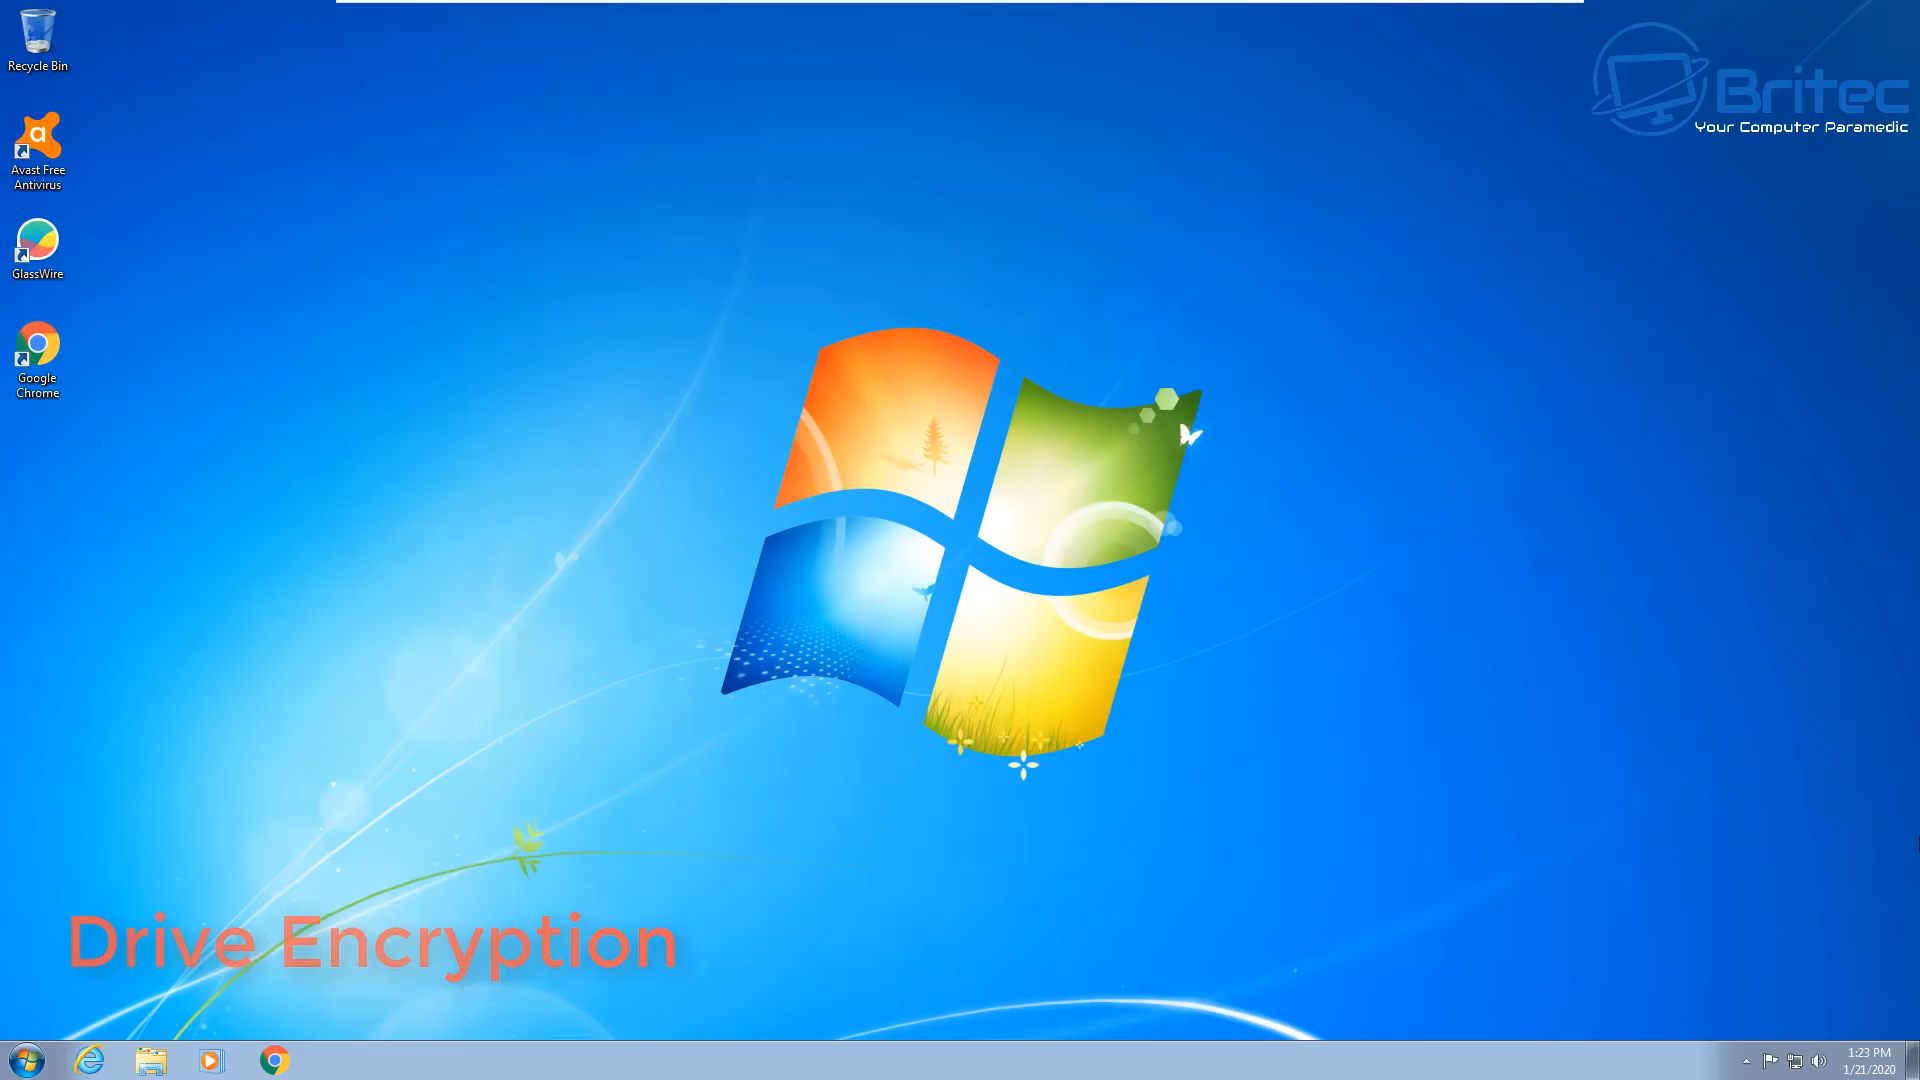 Recycle Bin
Avast Free
Antivirus
GlassWire
Google
Chrome
Britec
Your Computer Paramedic
Drive Encryption
1:23 PM
1/21/2020